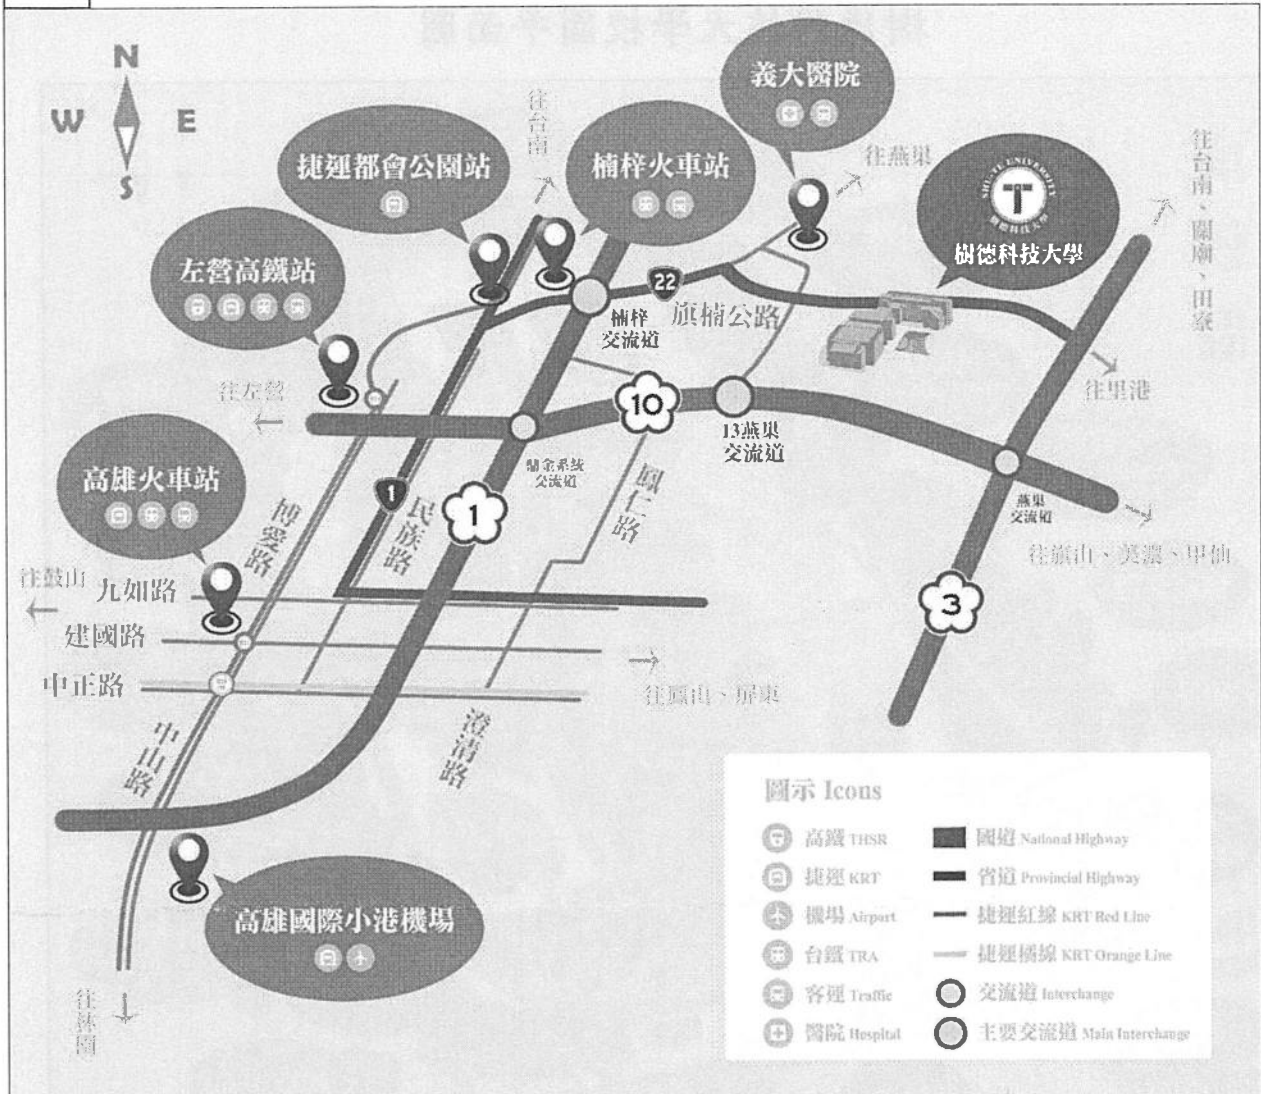 N
W E
S
義大醫院
往台南
捷運都會公園站
楠梓火車站
往燕巢
SHU-TE UNIVERSITY
樹德科技大學
樹德科技大學
往台南、關廟、田寮
左營高鐵站
22
楠梓
交流道
旗楠公路
往左營
往里港
10
13燕巢
交流道
鼎金系統
交流道
高雄火車站
1
1
博愛路
民族路
鳳仁路
燕巢
交流道
往旗山、美濃、甲仙
往鼓山
九如路
3
建國路
中正路
往鳳山、屏東
中山路
澄清路
高雄國際小港機場
往林園
圖示 Icons
高鐵 THSR
國道 National Highway
捷運 KRT
省道 Provincial Highway
機場 Airport
捷運紅線 KRT Red Line
台鐵 TRA
捷運橘線 KRT Orange Line
客運 Traffic
交流道 Interchange
醫院 Hospital
主要交流道 Main Interchange